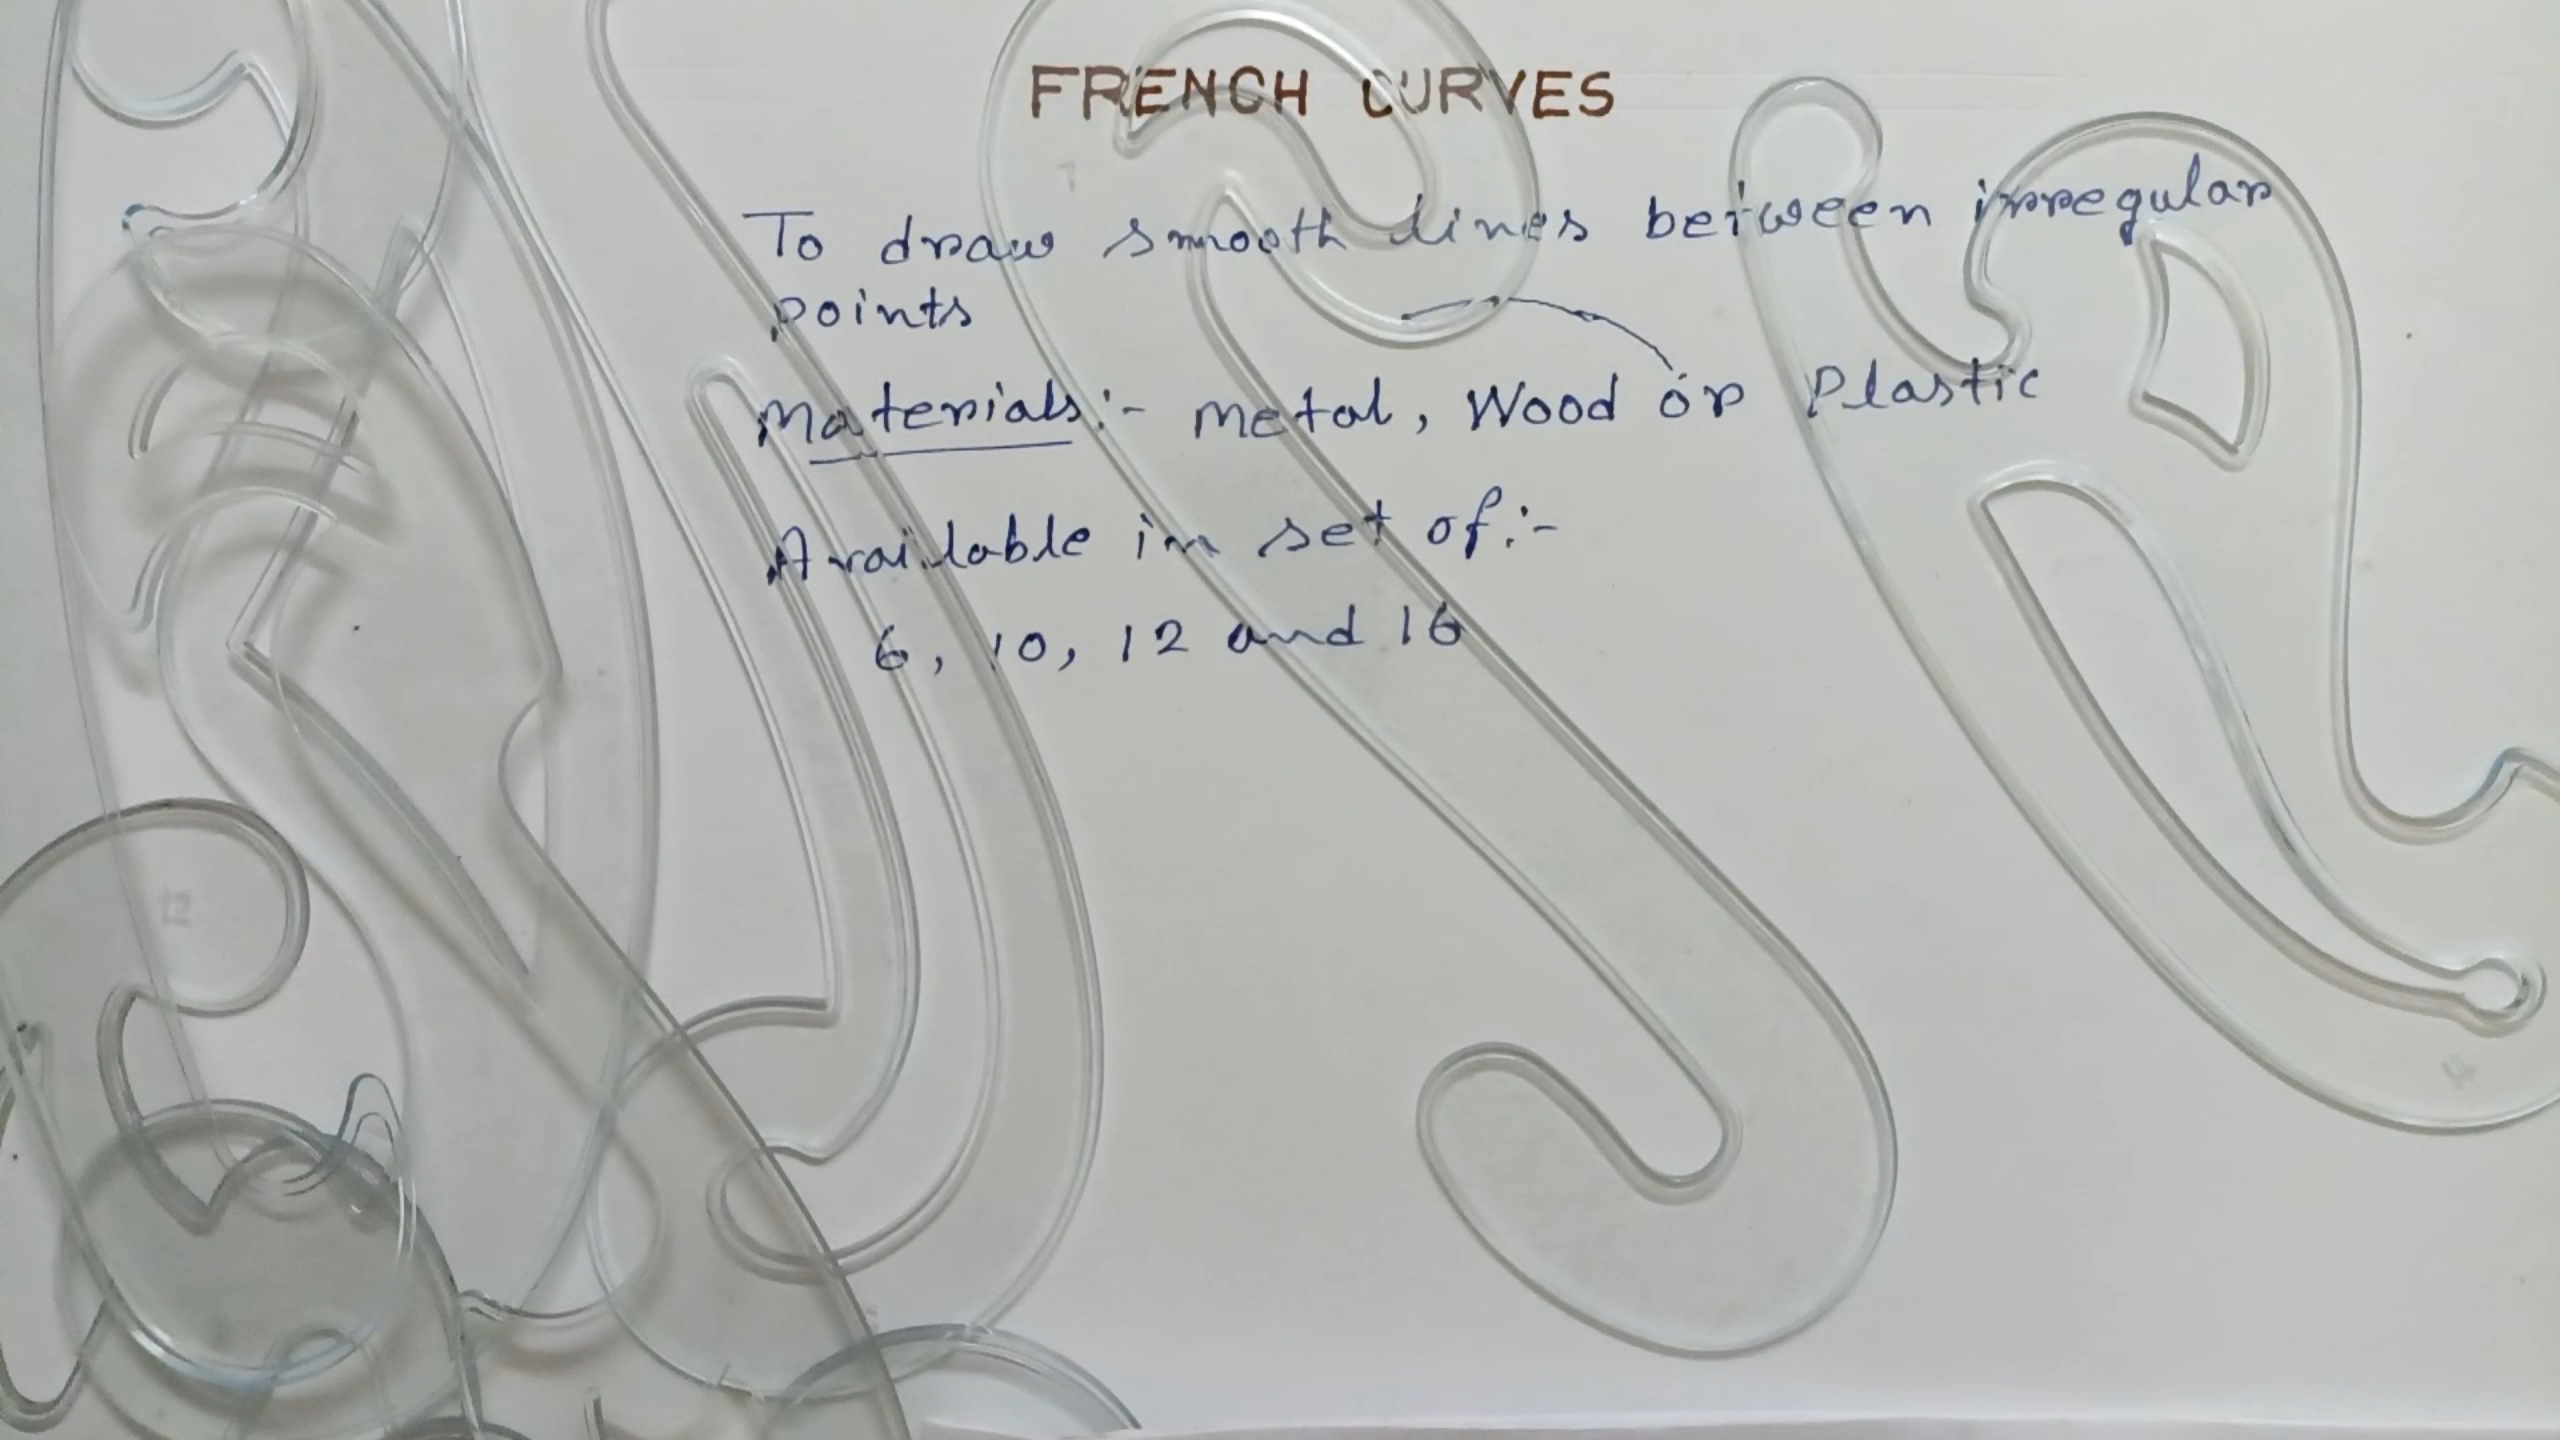 FRENCH CURVES
To draw smooth lines between irregular
points
Materials:- Metal, Wood or Plastic
Available in set of:-
6, 10, 12 and 16
12